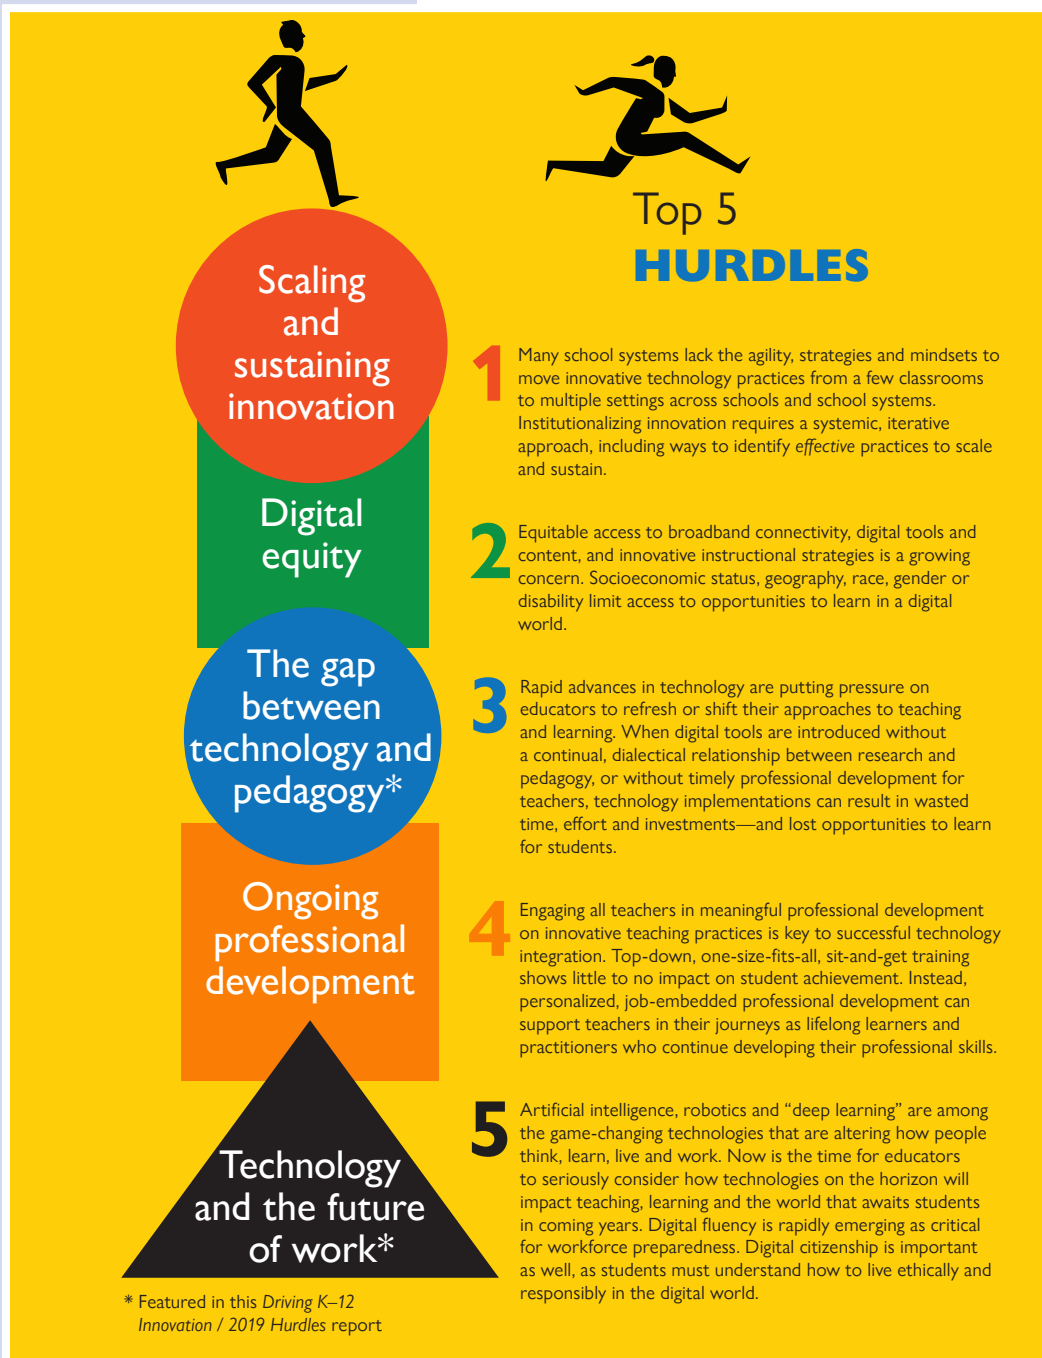 Top 5
HURDLES
Scaling
and
sustaining
innovation
1
Many school systems lack the agility, strategies and mindsets to
move innovative technology practices from a few classrooms
to multiple settings across schools and school systems.
Institutionalizing innovation requires a systemic, iterative
approach, including ways to identify effective practices to scale
and sustain.
Digital
equity
2
Equitable access to broadband connectivity, digital tools and
content, and innovative instructional strategies is a growing
concern. Socioeconomic status, geography, race, gender or
disability limit access to opportunities to learn in a digital
world.
The gap
between
technology and
pedagogy*
3
Rapid advances in technology are putting pressure on
educators to refresh or shift their approaches to teaching
and learning. When digital tools are introduced without
a continual, dialectical relationship between research and
pedagogy, or without timely professional development for
teachers, technology implementations can result in wasted
time, effort and investments—and lost opportunities to learn
for students.
Ongoing
professional
development
4
Engaging all teachers in meaningful professional development
on innovative teaching practices is key to successful technology
integration. Top-down, one-size-fits-all, sit-and-get training
shows little to no impact on student achievement. Instead,
personalized, job-embedded professional development can
support teachers in their journeys as lifelong learners and
practitioners who continue developing their professional skills.
Technology
and the future
of work*
5
Artificial intelligence, robotics and “deep learning” are among
the game-changing technologies that are altering how people
think, learn, live and work. Now is the time for educators
to seriously consider how technologies on the horizon will
impact teaching, learning and the world that awaits students
in coming years. Digital fluency is rapidly emerging as critical
for workforce preparedness. Digital citizenship is important
as well, as students must understand how to live ethically and
responsibly in the digital world.
* Featured in this Driving K–12
Innovation / 2019 Hurdles report